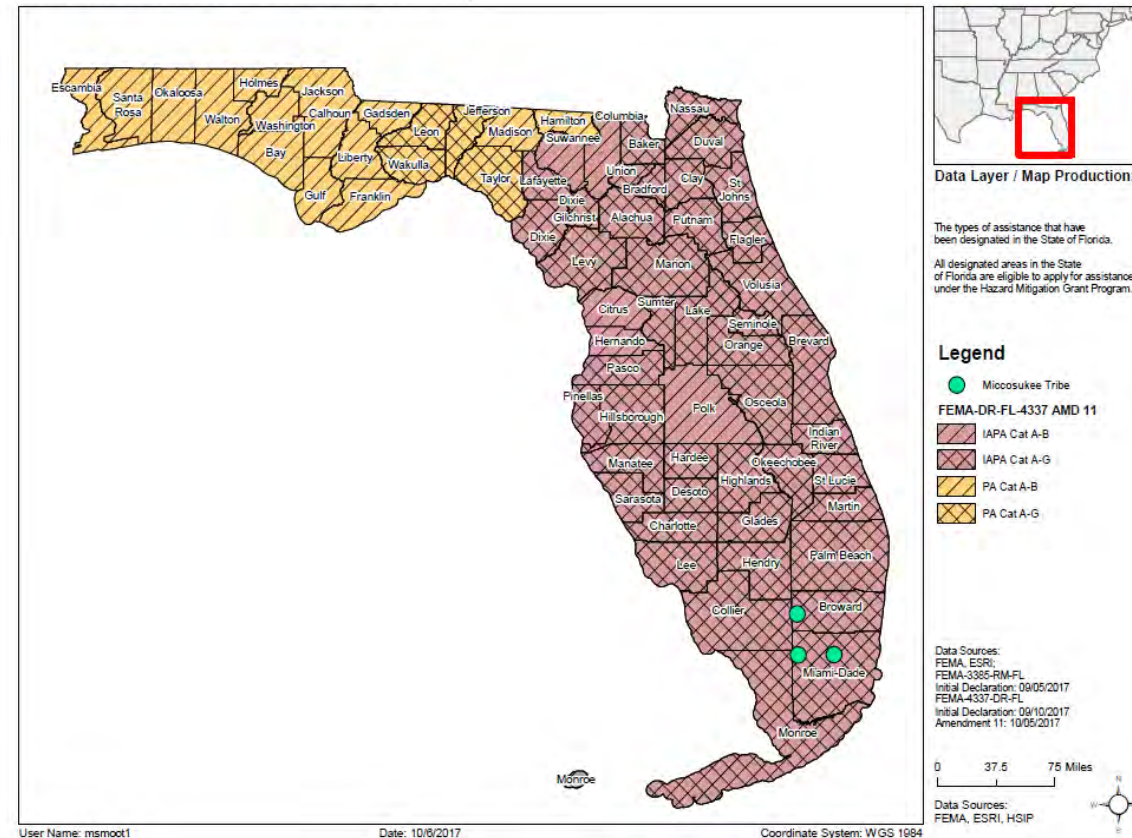 Escambia
Santa
Rosa
Okaloosa
Walton
Holmes
Washington
Bay
Jackson
Calhoun
Gulf
Liberty
Franklin
Gadsden
Leon
Wakulla
Jefferson
Madison
Taylor
Hamilton
Suwannee
Lafayette
Columbia
Baker
Nassau
Duval
Union
Bradford
Clay
St
Johns
Dixie
Gilchrist
Dixie
Alachua
Putnam
Flagler
Levy
Marion
Volusia
Citrus
Sumter
Lake
Seminole
Hernando
Orange
Brevard
Pasco
Pinellas
Hillsborough
Polk
Osceola
Indian
River
Manatee
Hardee
Okeechobee
Highlands
St Lucie
Sarasota
Desoto
Martin
Charlotte
Glades
Lee
Hendry
Palm Beach
Collier
Broward
Miami-Dade
Monroe
Monroe
Data Layer / Map Production:
The types of assistance that have
been designated in the State of Florida.
All designated areas in the State
of Florida are eligible to apply for assistance
under the Hazard Mitigation Grant Program.
Legend
Miccosukee Tribe
FEMA-DR-FL-4337 AMD 11
IAPA Cat A-B
IAPA Cat A-G
PA Cat A-B
PA Cat A-G
Data Sources:
FEMA, ESRI;
FEMA-3385-RM-FL
Initial Declaration: 09/05/2017
FEMA-4337-DR-FL
Initial Declaration: 09/10/2017
Amendment 11: 10/05/2017
0 37.5 75 Miles
Data Sources:
FEMA, ESRI, HSIP
N
W
User Name: msmoot1 Date: 10/6/2017 Coordinate System: WGS 1984